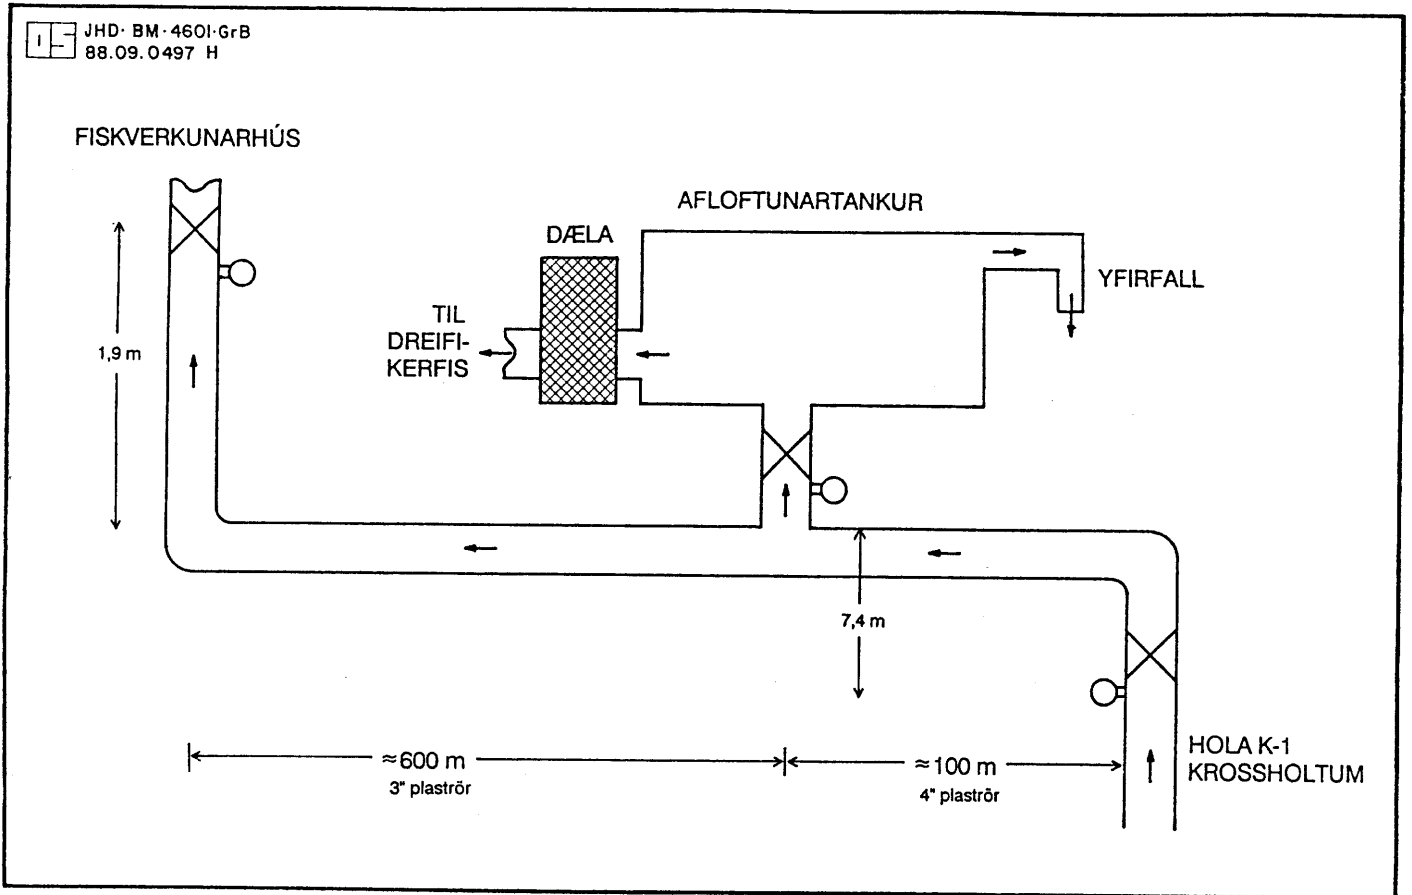 JHD· BM·4601·GrB
88.09.0497 H
FISKVERKUNARHÚS
AFLOFTUNARTANKUR
DÆLA
YFIRFALL
TIL
DREIFI-
KERFIS
1,9 m
7,4 m
HOLA K-1
KROSSHOLTUM
≈600 m
3" plaströr
≈100 m
4" plaströr